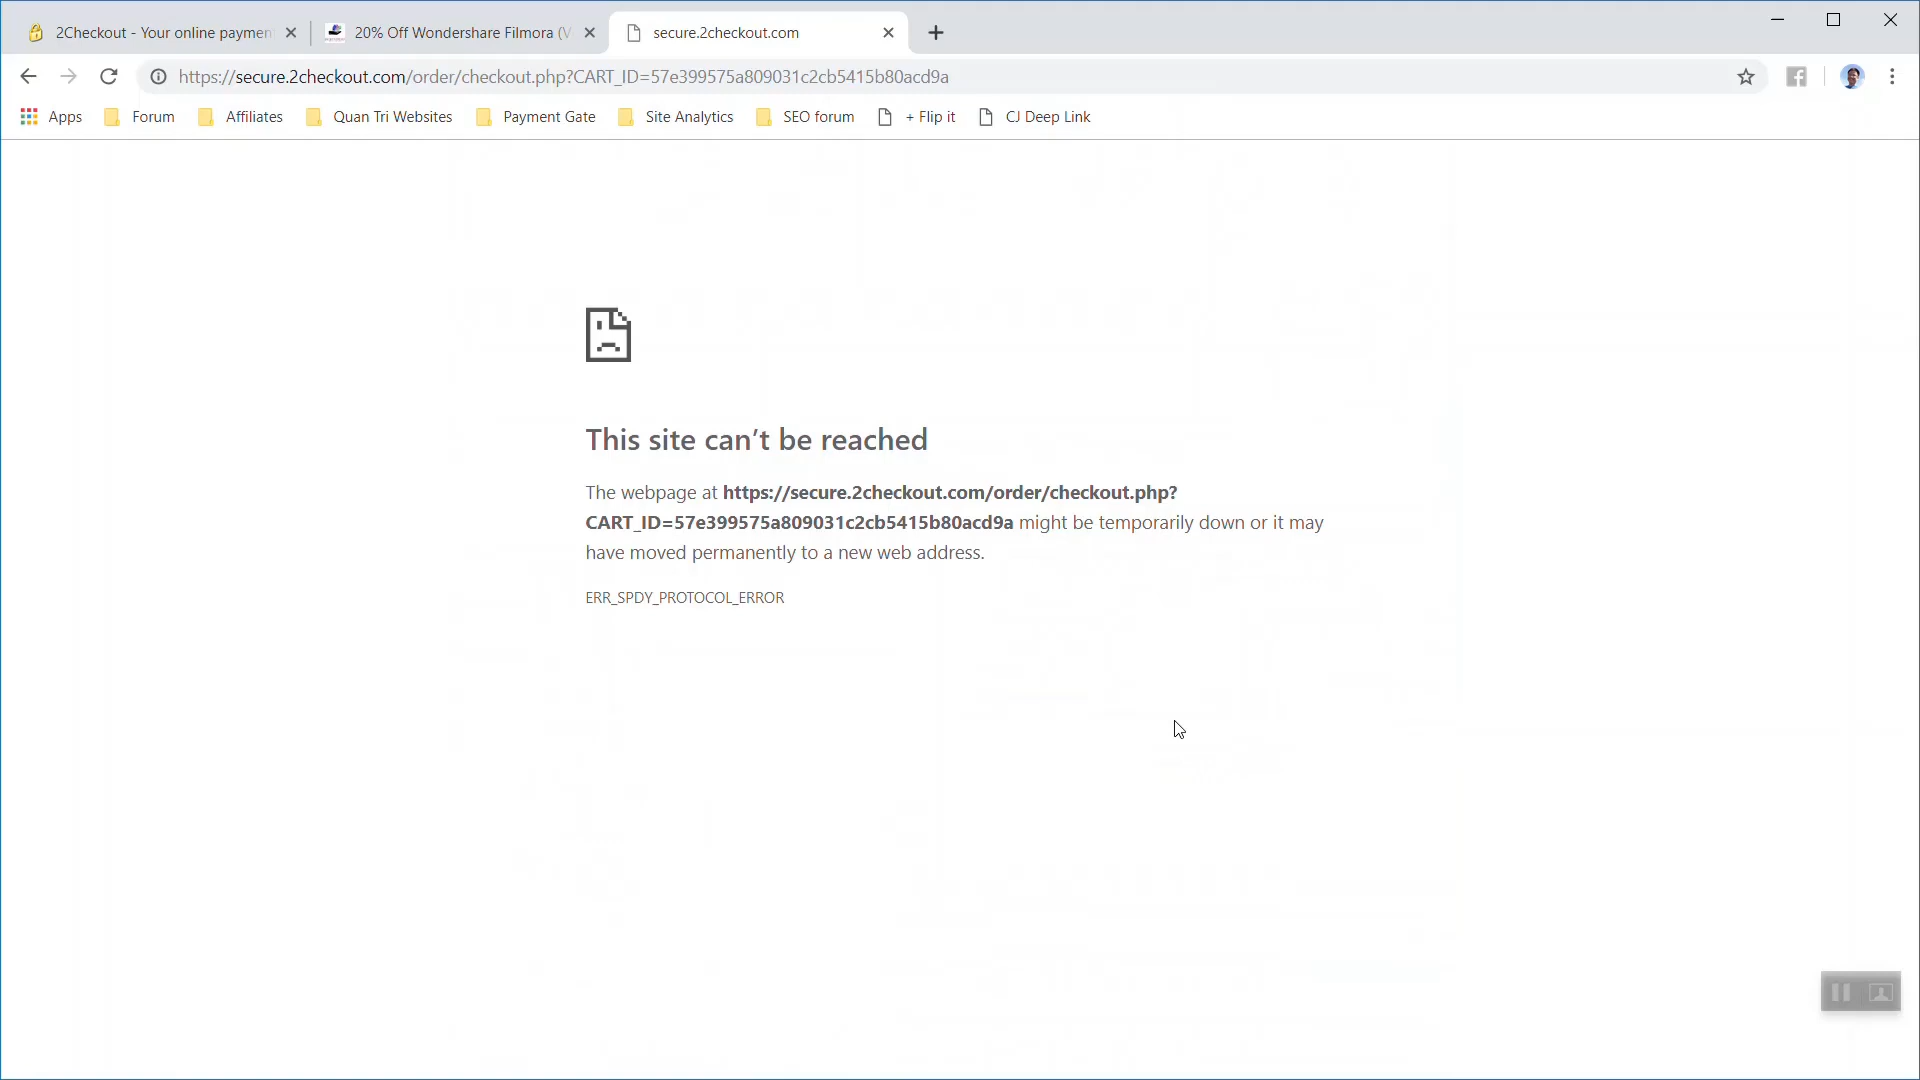 2Checkout - Your online paymen
20% Off Wondershare Filmora (V
secure.2checkout.com
https://secure.2checkout.com/order/checkout.php?CART_ID=57e399575a809031c2cb5415b80acd9a
Apps
Forum
Affiliates
Quan Tri Websites
Payment Gate
Site Analytics
SEO forum
+ Flip it
CJ Deep Link
This site can’t be reached
The webpage at https://secure.2checkout.com/order/checkout.php?
CART_ID=57e399575a809031c2cb5415b80acd9a might be temporarily down or it may
have moved permanently to a new web address.
ERR_SPDY_PROTOCOL_ERROR